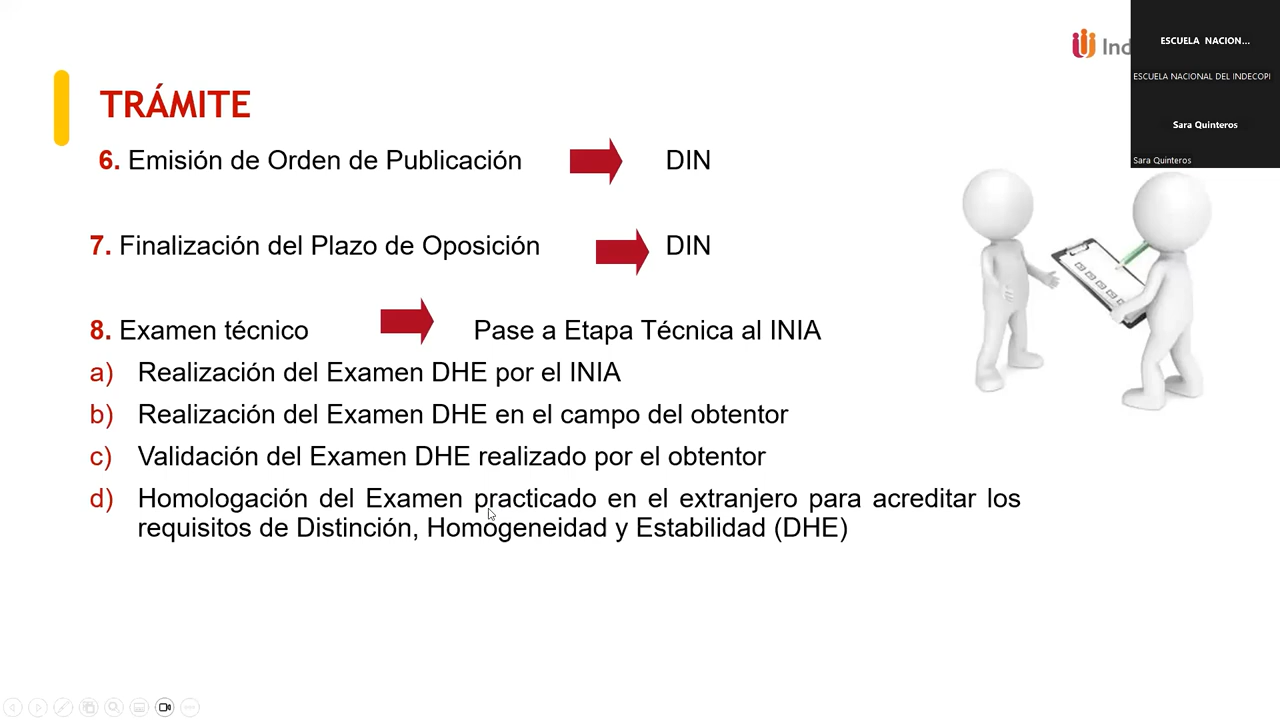 Ind
ESCUELA NACION...
ESCUELA NACIONAL DEL INDECOPI
Sara Quinteros
Sara Quinteros
TRÁMITE
6. Emisión de Orden de Publicación DIN
7. Finalización del Plazo de Oposición DIN
8. Examen técnico Pase a Etapa Técnica al INIA
a) Realización del Examen DHE por el INIA
b) Realización del Examen DHE en el campo del obtentor
c) Validación del Examen DHE realizado por el obtentor
d) Homologación del Examen practicado en el extranjero para acreditar los
requisitos de Distinción, Homogeneidad y Estabilidad (DHE)